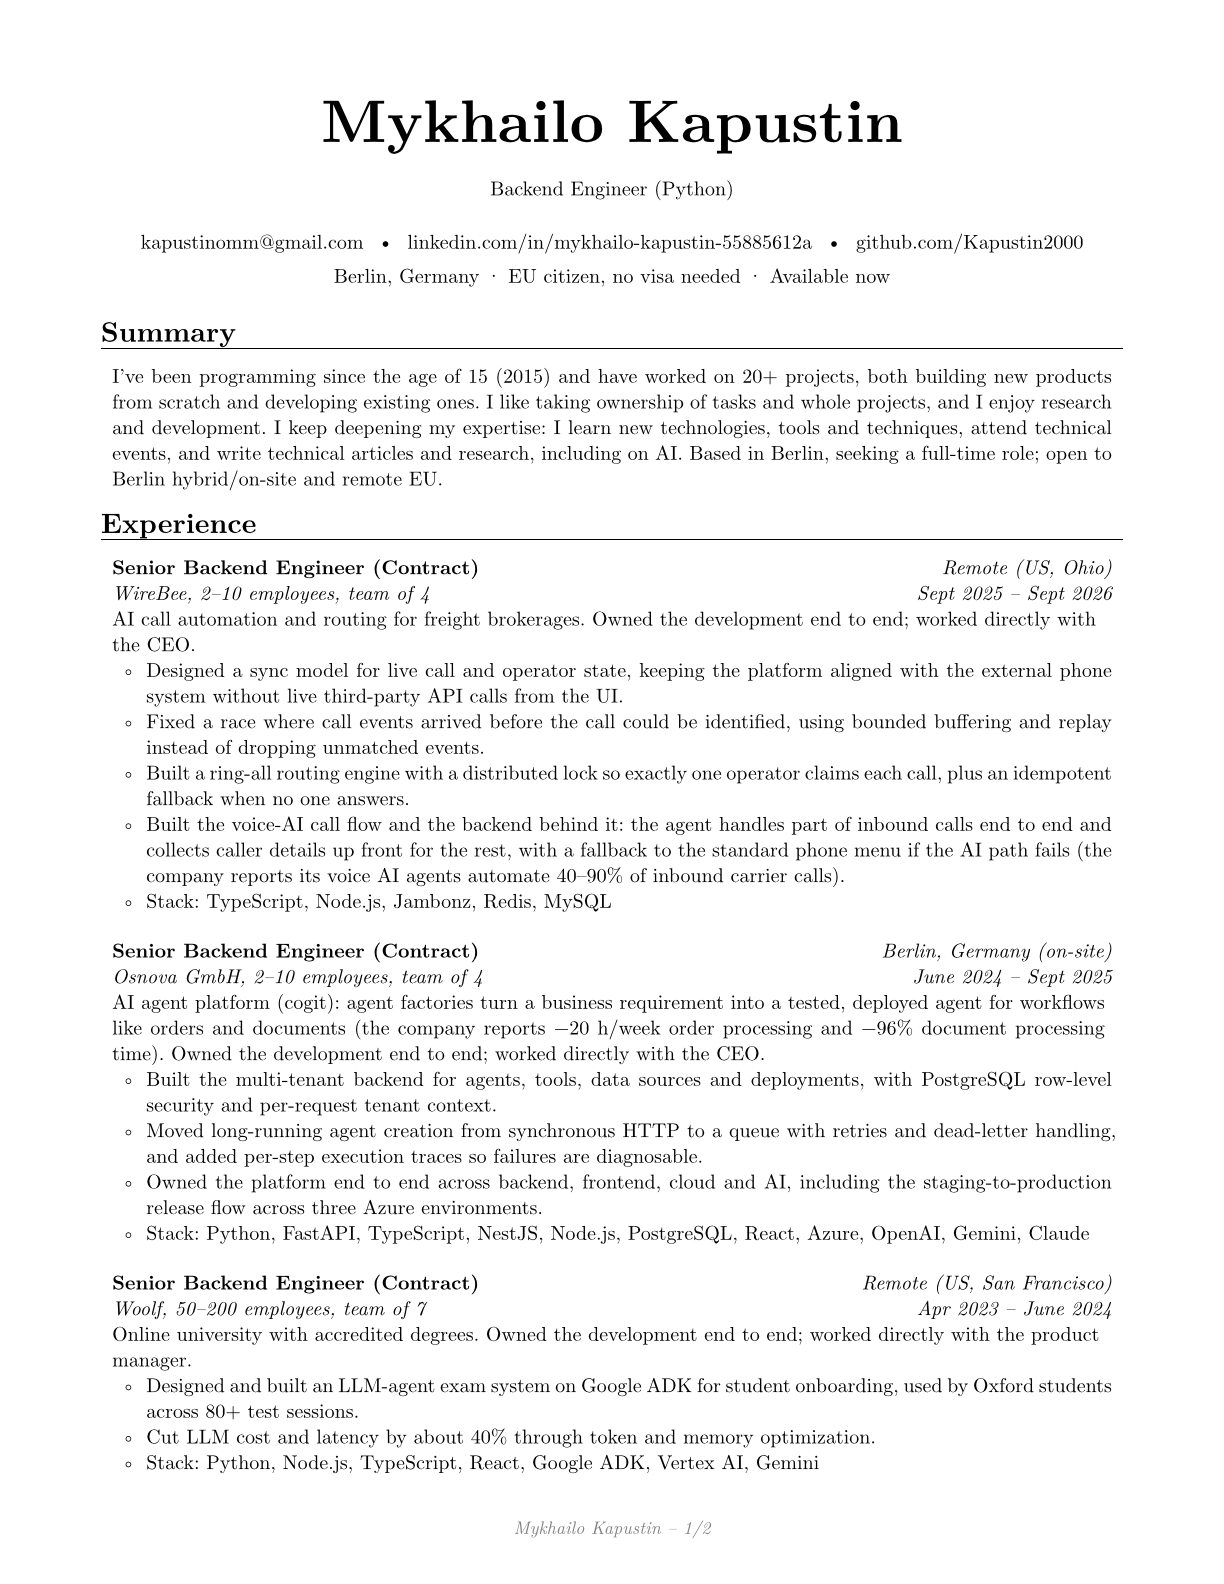 Mykhailo Kapustin
Backend Engineer (Python)
kapustinomm@gmail.com • linkedin.com/in/mykhailo-kapustin-55885612a • github.com/Kapustin2000
Berlin, Germany · EU citizen, no visa needed · Available now
Summary
I've been programming since the age of 15 (2015) and have worked on 20+ projects, both building new products
from scratch and developing existing ones. I like taking ownership of tasks and whole projects, and I enjoy research
and development. I keep deepening my expertise: I learn new technologies, tools and techniques, attend technical
events, and write technical articles and research, including on AI. Based in Berlin, seeking a full-time role; open to
Berlin hybrid/on-site and remote EU.
Experience
Senior Backend Engineer (Contract) Remote (US, Ohio)
WireBee, 2–10 employees, team of 4 Sept 2025 – Sept 2026
AI call automation and routing for freight brokerages. Owned the development end to end; worked directly with
the CEO.
◦ Designed a sync model for live call and operator state, keeping the platform aligned with the external phone
system without live third-party API calls from the UI.
◦ Fixed a race where call events arrived before the call could be identified, using bounded buffering and replay
instead of dropping unmatched events.
◦ Built a ring-all routing engine with a distributed lock so exactly one operator claims each call, plus an idempotent
fallback when no one answers.
◦ Built the voice-AI call flow and the backend behind it: the agent handles part of inbound calls end to end and
collects caller details up front for the rest, with a fallback to the standard phone menu if the AI path fails (the
company reports its voice AI agents automate 40–90% of inbound carrier calls).
◦ Stack: TypeScript, Node.js, Jambonz, Redis, MySQL
Senior Backend Engineer (Contract) Berlin, Germany (on-site)
Osnova GmbH, 2–10 employees, team of 4 June 2024 – Sept 2025
AI agent platform (cogit): agent factories turn a business requirement into a tested, deployed agent for workflows
like orders and documents (the company reports −20 h/week order processing and −96% document processing
time). Owned the development end to end; worked directly with the CEO.
◦ Built the multi-tenant backend for agents, tools, data sources and deployments, with PostgreSQL row-level
security and per-request tenant context.
◦ Moved long-running agent creation from synchronous HTTP to a queue with retries and dead-letter handling,
and added per-step execution traces so failures are diagnosable.
◦ Owned the platform end to end across backend, frontend, cloud and AI, including the staging-to-production
release flow across three Azure environments.
◦ Stack: Python, FastAPI, TypeScript, NestJS, Node.js, PostgreSQL, React, Azure, OpenAI, Gemini, Claude
Senior Backend Engineer (Contract) Remote (US, San Francisco)
Woolf, 50–200 employees, team of 7 Apr 2023 – June 2024
Online university with accredited degrees. Owned the development end to end; worked directly with the product
manager.
◦ Designed and built an LLM-agent exam system on Google ADK for student onboarding, used by Oxford students
across 80+ test sessions.
◦ Cut LLM cost and latency by about 40% through token and memory optimization.
◦ Stack: Python, Node.js, TypeScript, React, Google ADK, Vertex AI, Gemini
Mykhailo Kapustin – 1/2